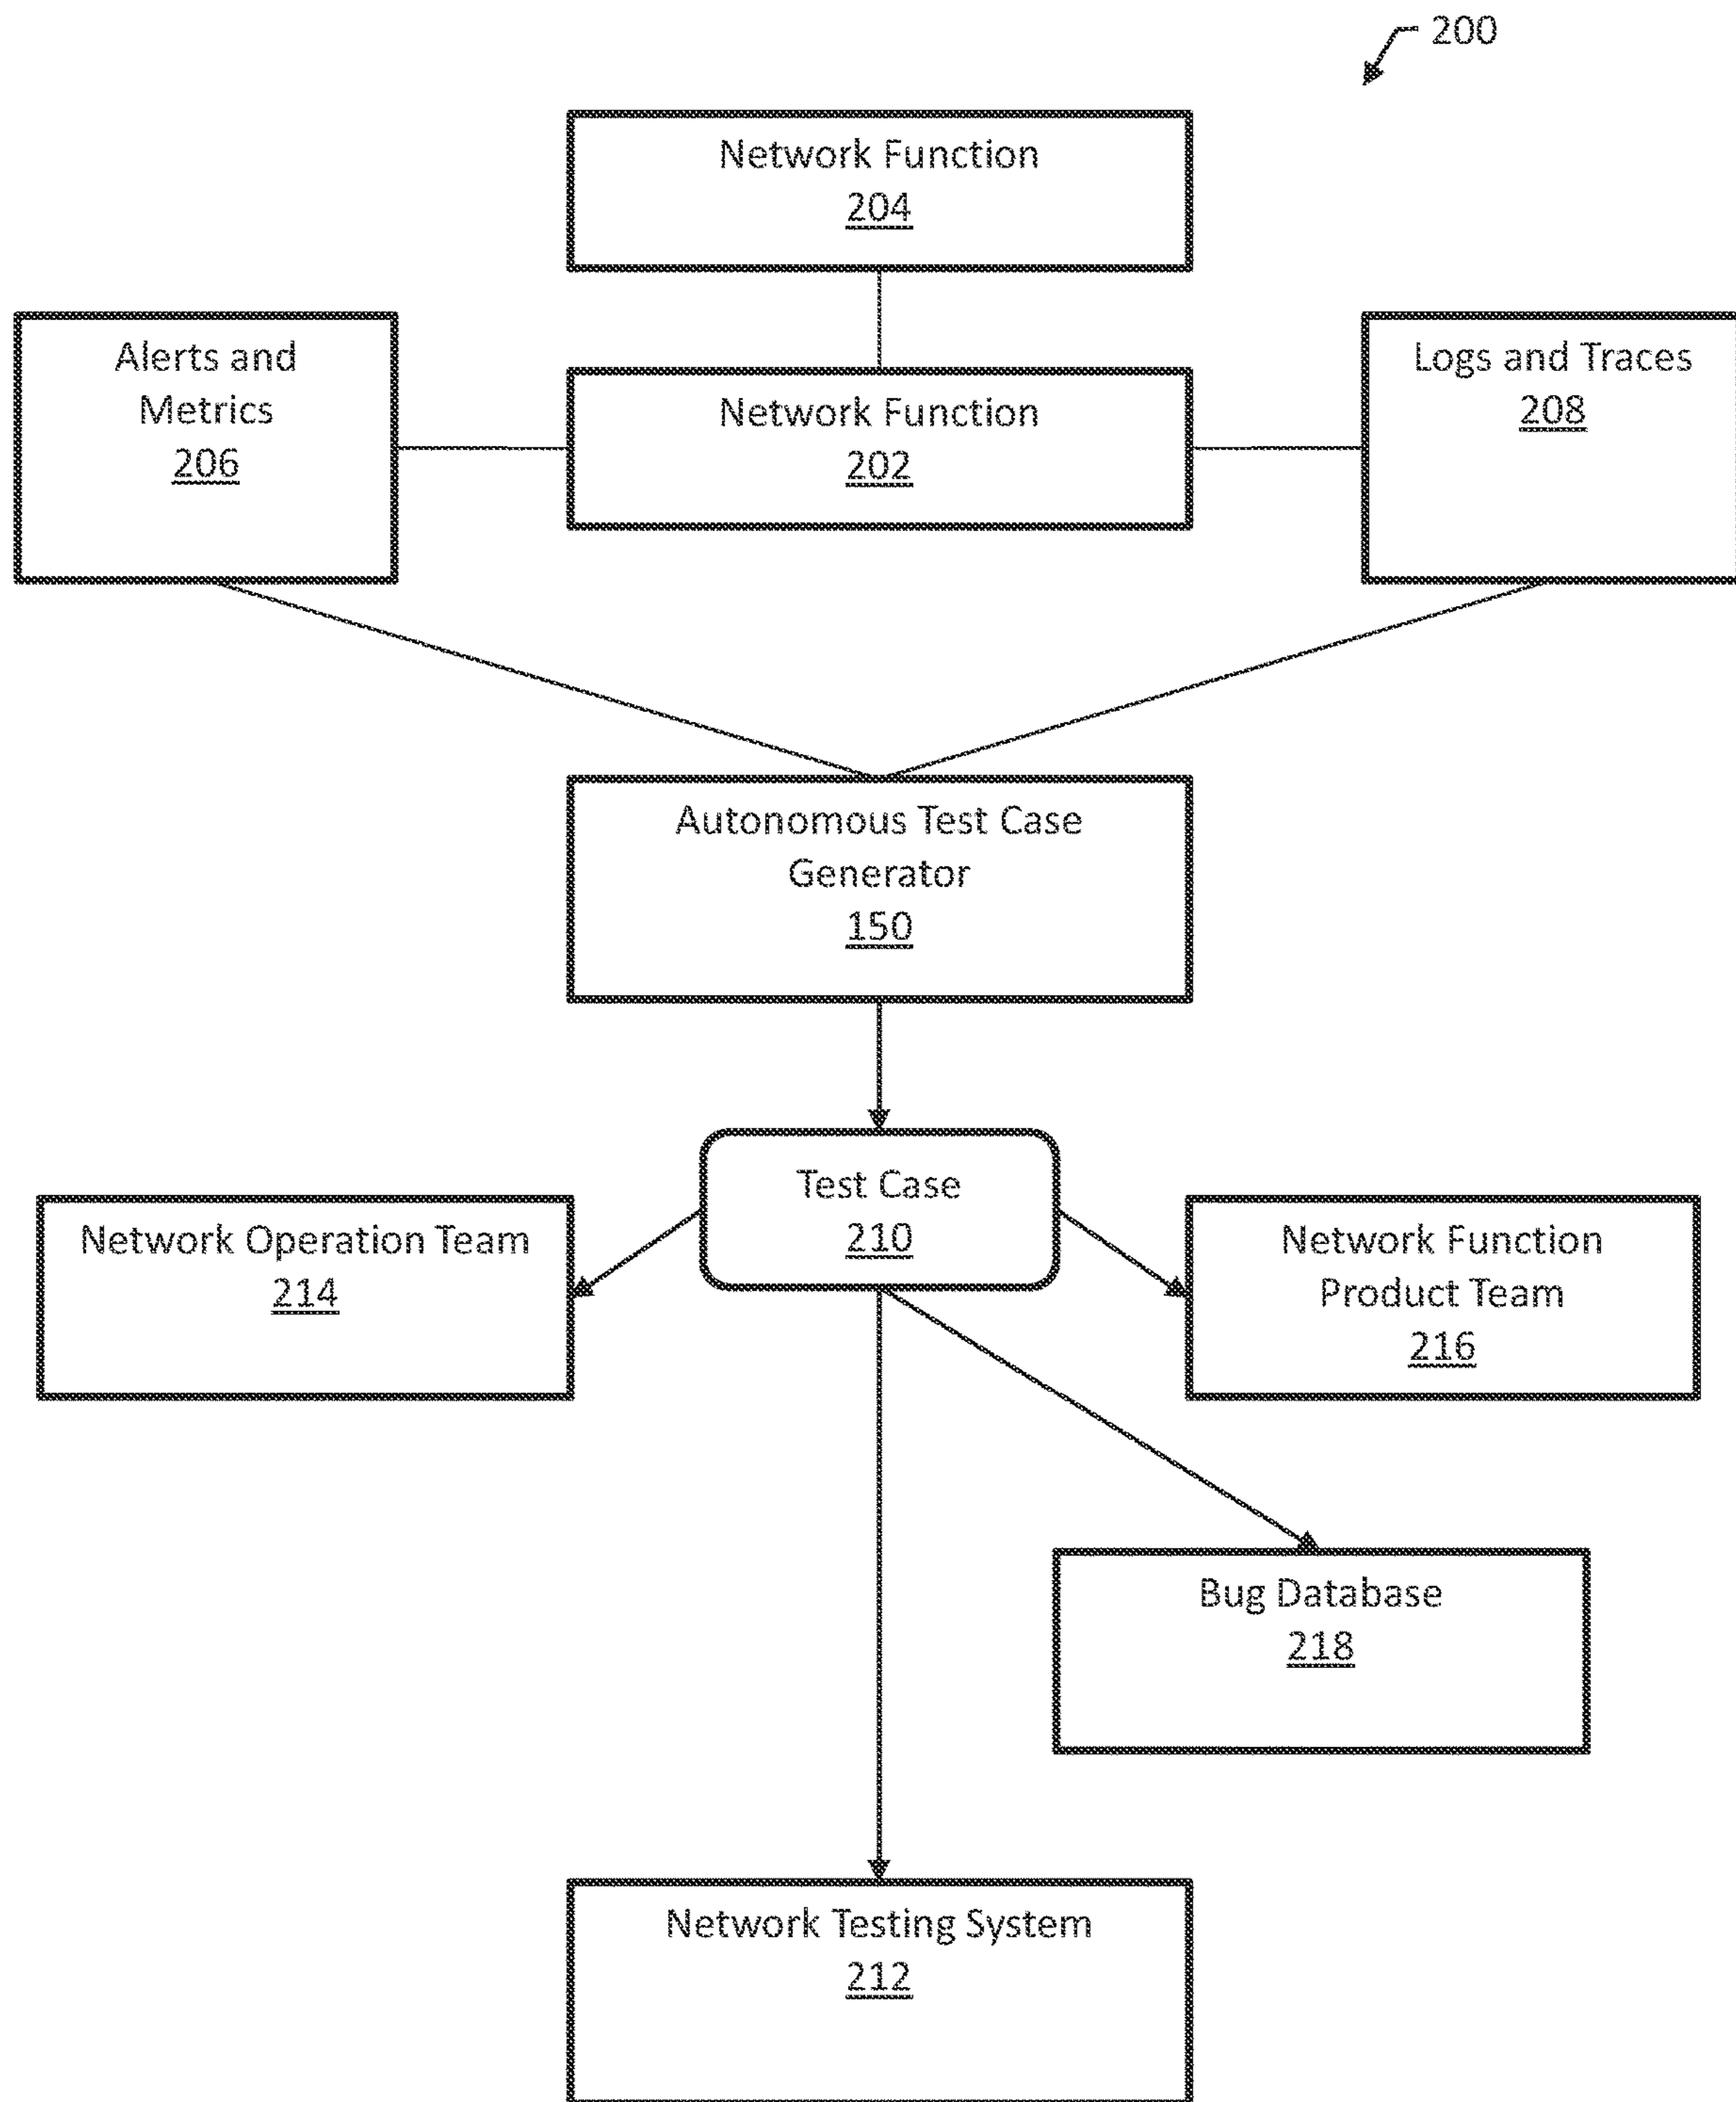 200
Network Function
204
Alerts and
Metrics
206
Network Function
202
Logs and Traces
208
Autonomous Test Case
Generator
150
Test Case
210
Network Operation Team
214
Network Function
Product Team
216
Bug Database
218
Network Testing System
212